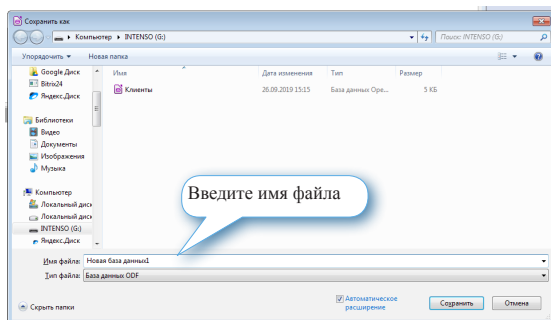 Сохранить как
Компьютер ▸ INTENSO (G:)
Поиск: INTENSO (G:)
Упорядочить
Новая папка
Имя
Дата изменения
Тип
Размер
Клиенты
26.09.2019 15:15
База данных Ope...
5 КБ
Google Диск
Bitrix24
Яндекс.Диск
Библиотеки
Видео
Документы
Изображения
Музыка
Компьютер
Локальный диск
Локальный диск
INTENSO (G:)
Яндекс.Диск
Введите имя файла
Имя файла: Новая база данных1
Тип файла: База данных ODF
Скрыть папки
Автоматическое
расширение
Сохранить
Отмена